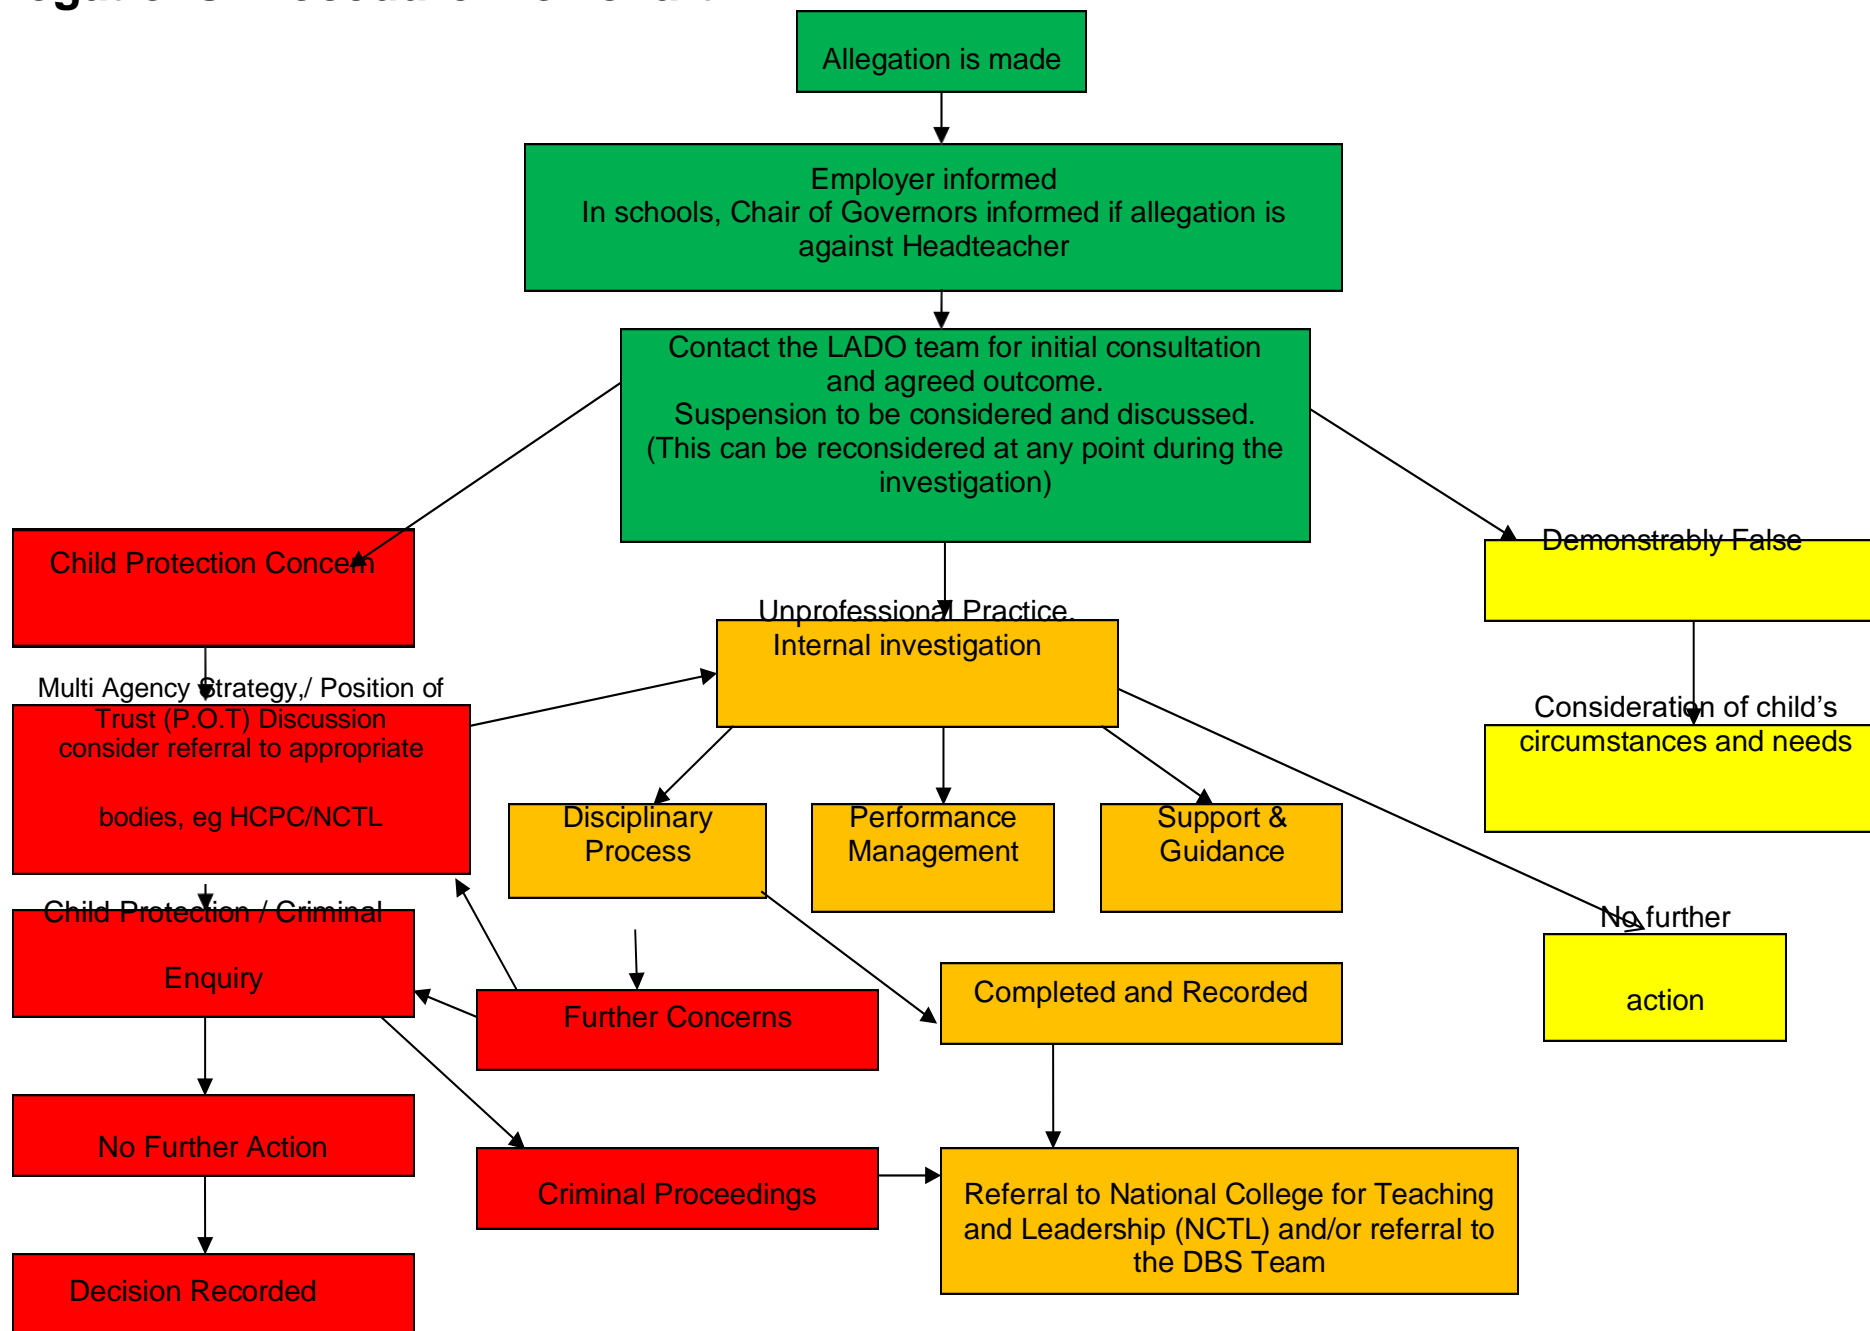 Allegation is made
Employer informed
In schools, Chair of Governors informed if allegation is
against Headteacher
Contact the LADO team for initial consultation
and agreed outcome.
Suspension to be considered and discussed.
(This can be reconsidered at any point during the
investigation)
Child Protection Concern
Demonstrably False
Unprofessional Practice.
Internal investigation
Multi Agency Strategy,/ Position of
Trust (P.O.T) Discussion
consider referral to appropriate
bodies, eg HCPC/NCTL
Consideration of child's
circumstances and needs
Disciplinary
Process
Performance
Management
Support &
Guidance
Child Protection / Criminal
Enquiry
No further
action
Further Concerns
Completed and Recorded
No Further Action
Criminal Proceedings
Referral to National College for Teaching
and Leadership (NCTL) and/or referral to
the DBS Team
Decision Recorded